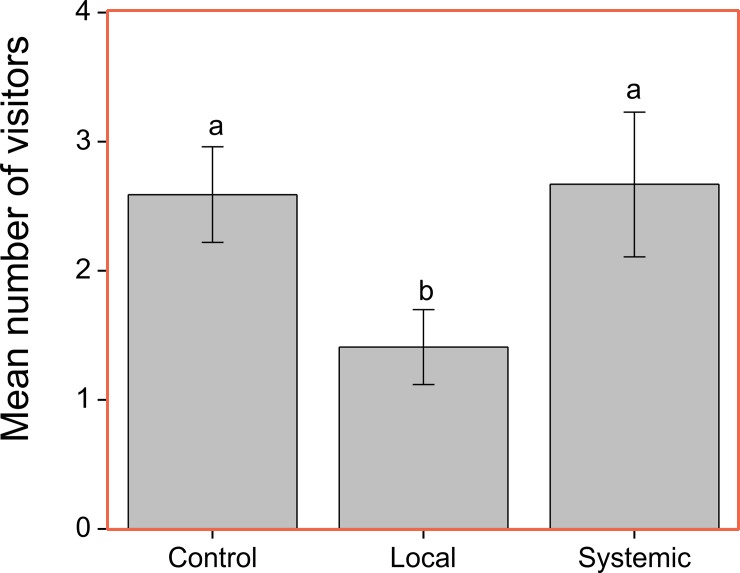 Mean number of visitors
4
3
2
1
0
a
b
a
Control
Local
Systemic